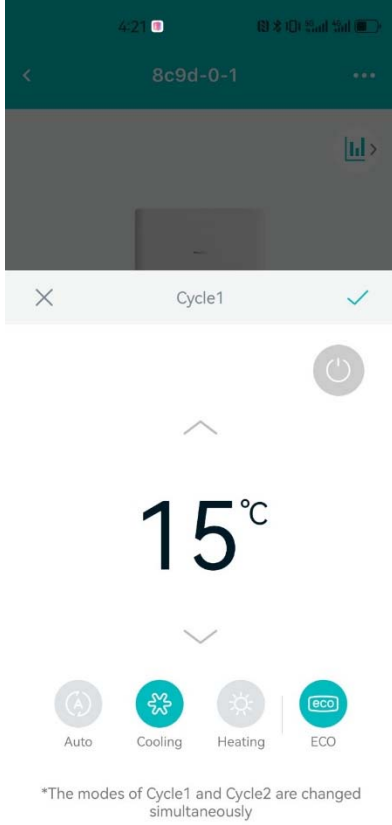 4:21
8c9d-0-1
Cycle1
15°C
A
eco
Auto
Cooling
Heating
ECO
*The modes of Cycle1 and Cycle2 are changed
simultaneously